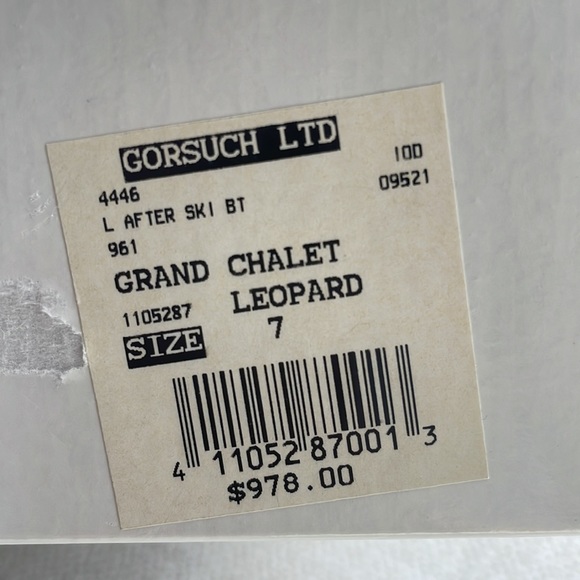 GORSUCH LTD
4446 IOD
L AFTER SKI BT 09521
961
GRAND CHALET
1105287 LEOPARD
SIZE 7
4 11052 87001 3
$978.00